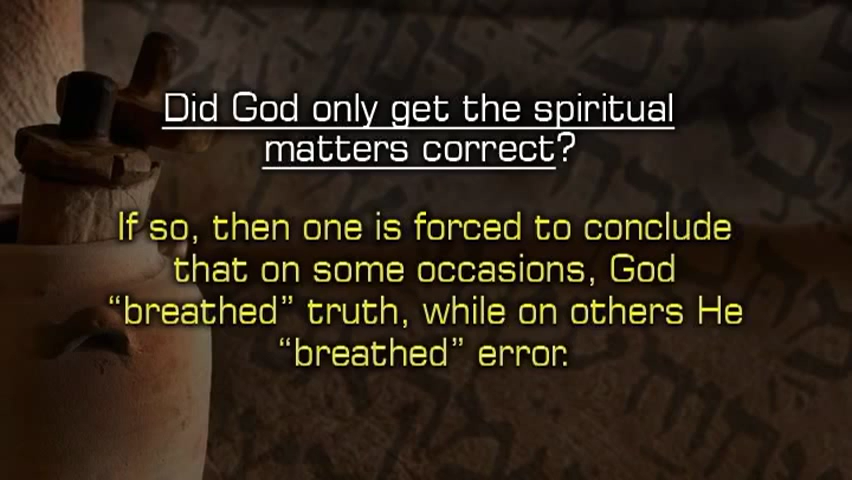 Did God only get the spiritual
matters correct?
If so, then one is forced to conclude
that on some occasions, God
“breathed” truth, while on others He
“breathed” error.